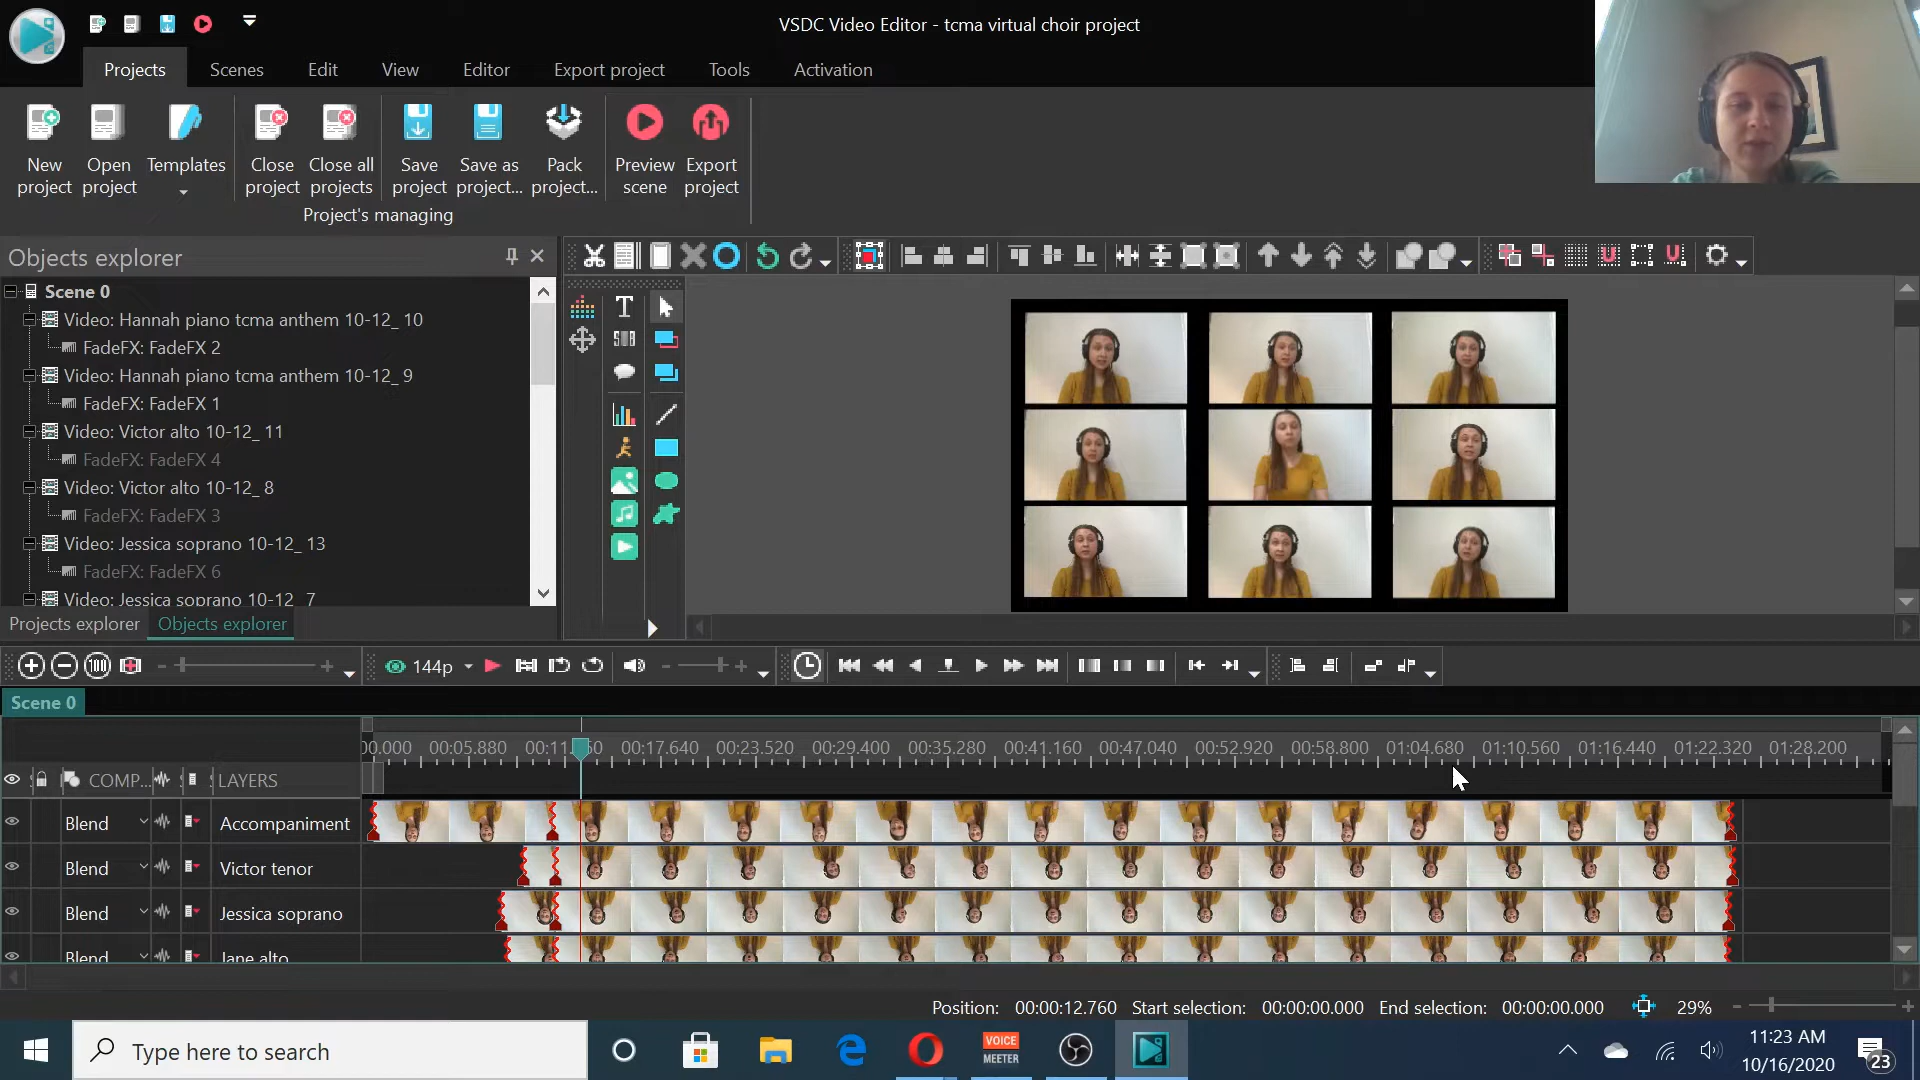 VSDC Video Editor - tcma virtual choir project
Projects Scenes Edit View Editor Export project Tools Activation
New project
Open project
Templates
Close project
Close all projects
Save project
Save as project...
Pack project...
Preview scene
Export project
Project's managing
Objects explorer
Scene 0
Video: Hannah piano tcma anthem 10-12_ 10
FadeFX: FadeFX 2
Video: Hannah piano tcma anthem 10-12_ 9
FadeFX: FadeFX 1
Video: Victor alto 10-12_ 11
FadeFX: FadeFX 4
Video: Victor alto 10-12_ 8
FadeFX: FadeFX 3
Video: Jessica soprano 10-12_ 13
FadeFX: FadeFX 6
Video: Jessica soprano 10-12_ 7
Projects explorer Objects explorer
144p
Scene 0
00.000 00:05.880 00:17.640 00:23.520 00:29.400 00:35.280 00:41.160 00:47.040 00:52.920 00:58.800 01:04.680 01:10.560 01:16.440 01:22.320 01:28.200
COMP... LAYERS
Blend Accompaniment
Blend Victor tenor
Blend Jessica soprano
Blend Jane alto
Position: 00:00:12.760 Start selection: 00:00:00.000 End selection: 00:00:00.000 29%
Type here to search
VOICE
MEETER
11:23 AM
10/16/2020
23